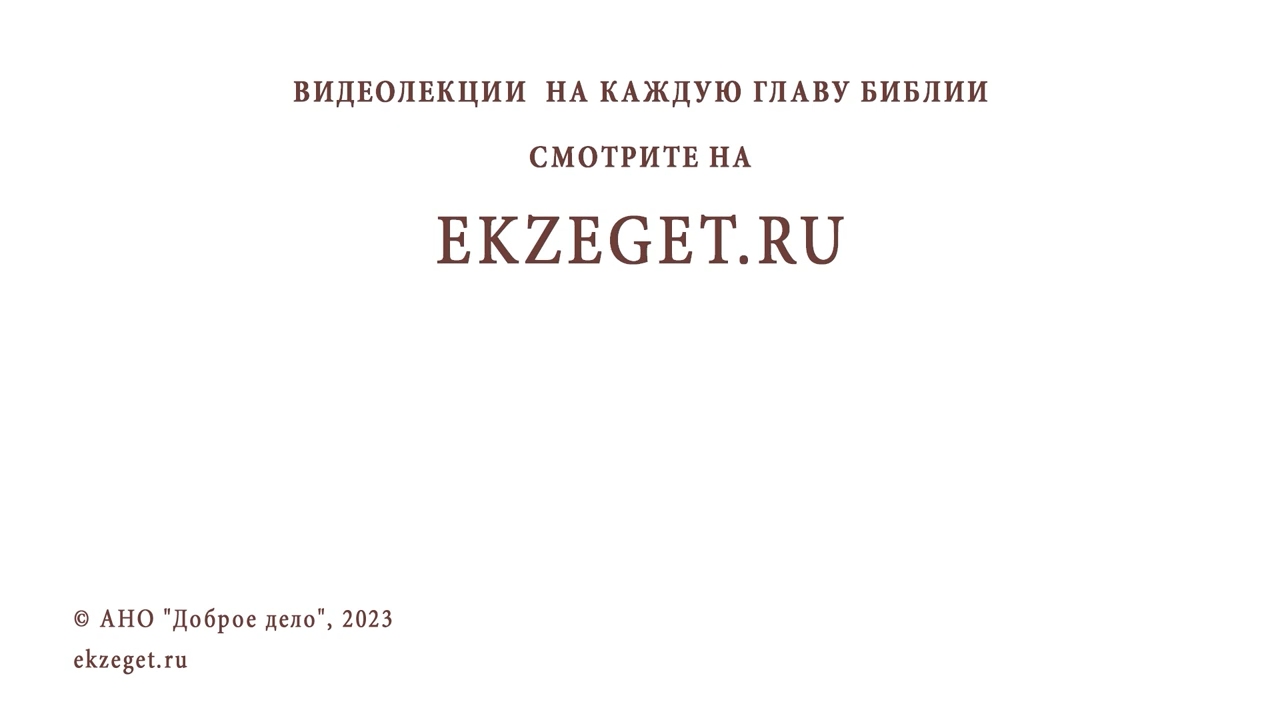 ВИДЕОЛЕКЦИИ НА КАЖДУЮ ГЛАВУ БИБЛИИ
СМОТРИТЕ НА
EKZEGET.RU
© АНО "Доброе дело", 2023
ekzeget.ru